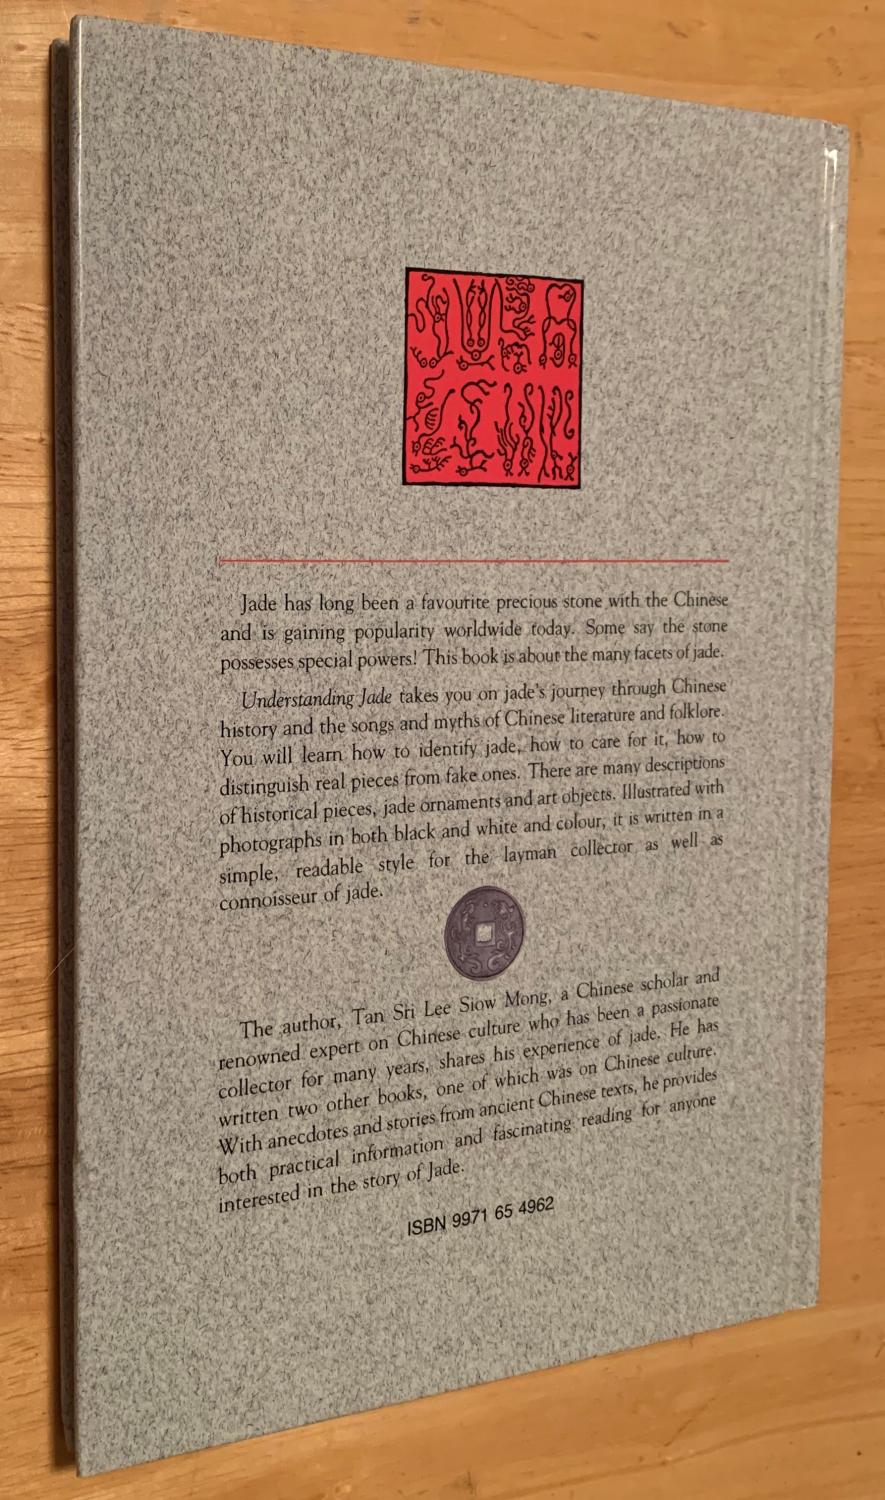 Jade has long been a favourite precious stone with the Chinese
and is gaining popularity worldwide today. Some say the stone
possesses special powers! This book is about the many facets of jade.
Understanding Jade takes you on jade's journey through Chinese
history and the songs and myths of Chinese literature and folklore.
You will learn how to identify jade, how to care for it, how to
distinguish real pieces from fake ones. There are many descriptions
of historical pieces, jade ornaments and art objects. Illustrated with
photographs in both black and white and colour, it is written in a
simple, readable style for the layman collector as well as
connoisseur of jade.
The author, Tan Sri Lee Siow Mong, a Chinese scholar and
renowned expert on Chinese culture who has been a passionate
collector for many years, shares his experience of jade. He has
written two other books, one of which was on Chinese culture.
With anecdotes and stories from ancient Chinese texts, he provides
both practical information and fascinating reading for anyone
interested in the story of Jade.
ISBN 9971 65 4962